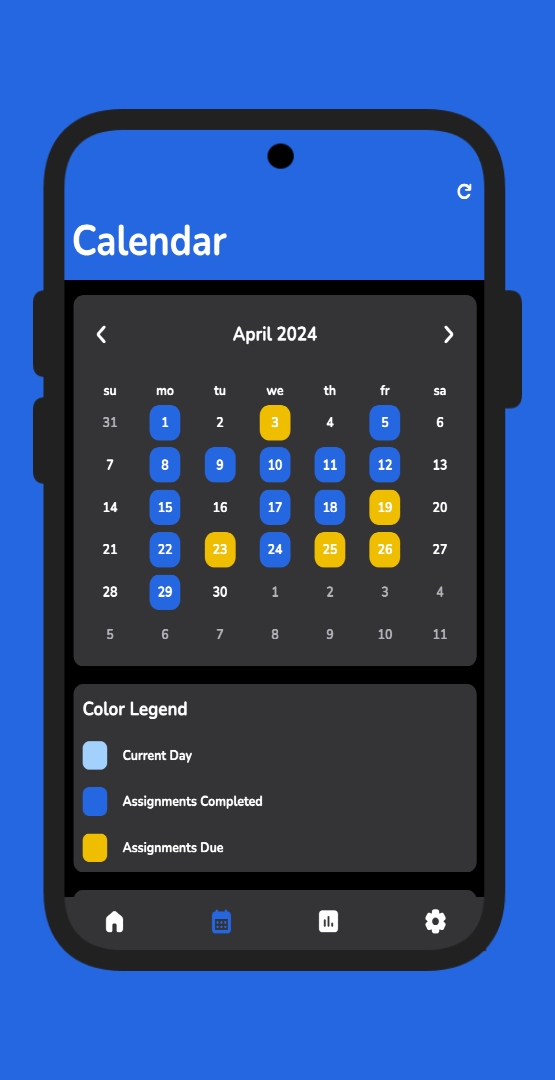 Calendar
April 2024
su mo tu we th fr sa
31 1 2 3 4 5 6
7 8 9 10 11 12 13
14 15 16 17 18 19 20
21 22 23 24 25 26 27
28 29 30 1 2 3 4
5 6 7 8 9 10 11
Color Legend
Current Day
Assignments Completed
Assignments Due